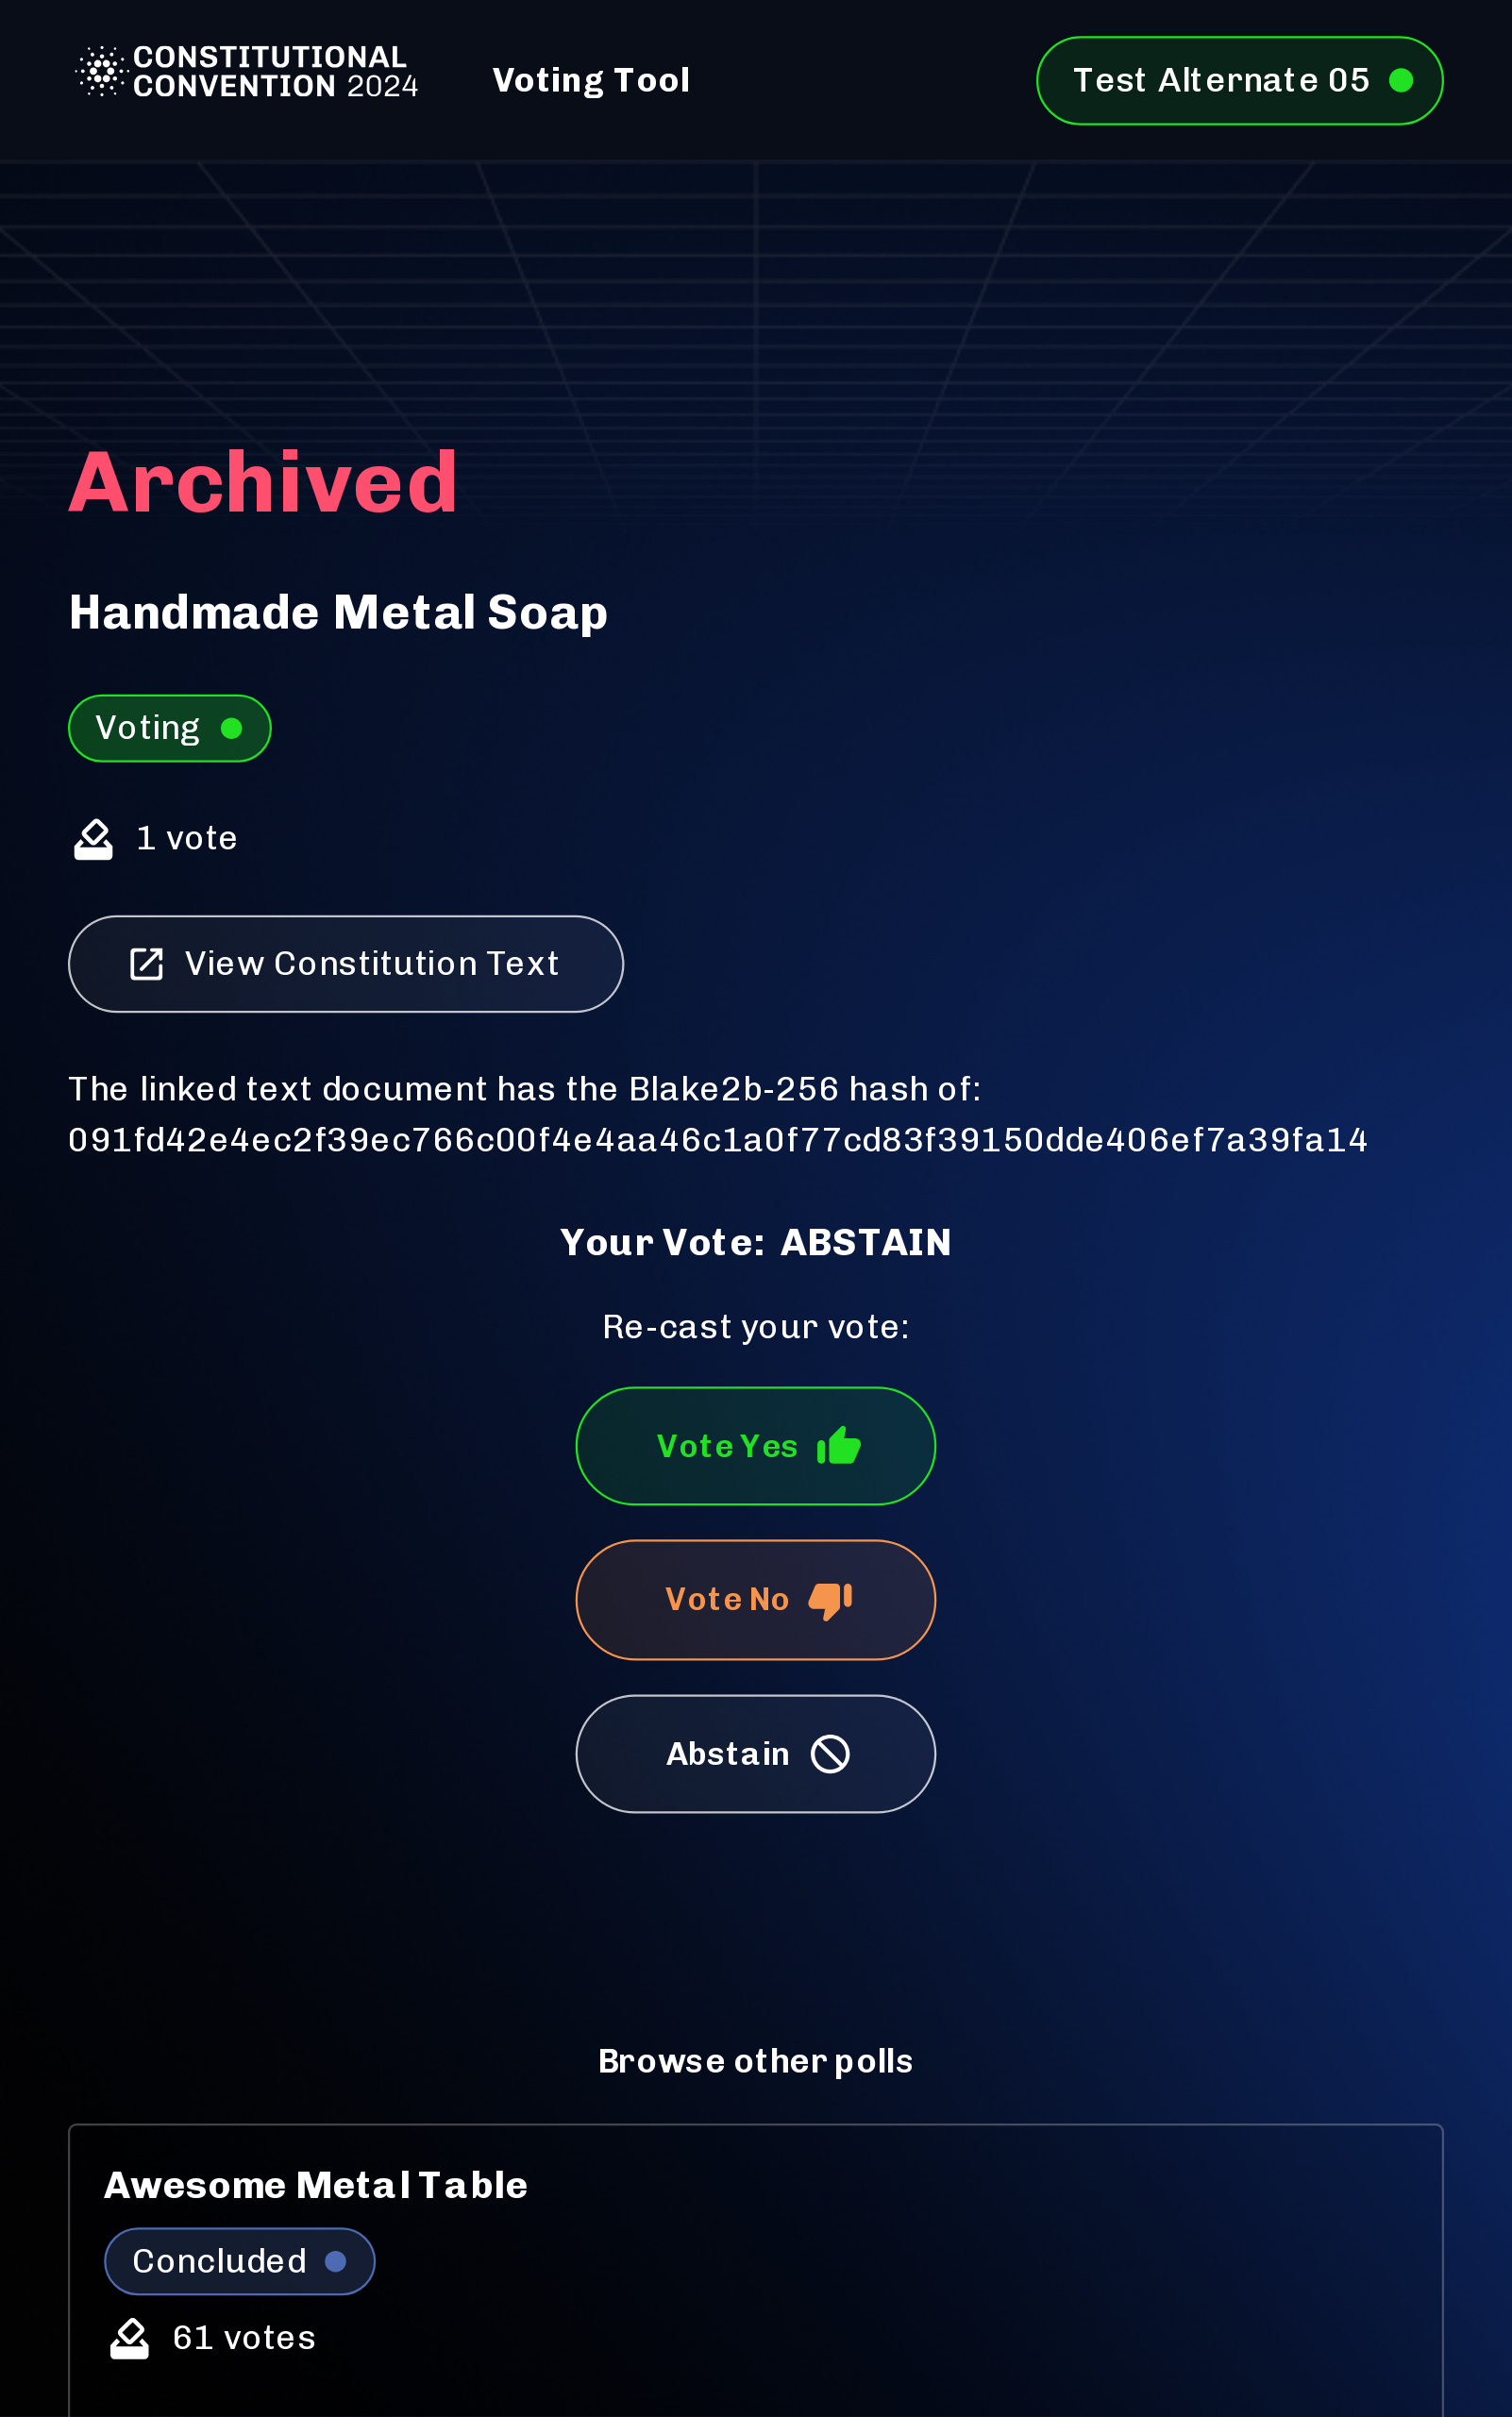 CONSTITUTIONAL
CONVENTION 2024
Voting Tool
Test Alternate 05
Archived
Handmade Metal Soap
Voting
1 vote
View Constitution Text
The linked text document has the Blake2b-256 hash of:
091fd42e4ec2f39ec766c00f4e4aa46c1a0f77cd83f39150dde406ef7a39fa14
Your Vote: ABSTAIN
Re-cast your vote:
Vote Yes
Vote No
Abstain
Browse other polls
Awesome Metal Table
Concluded
61 votes